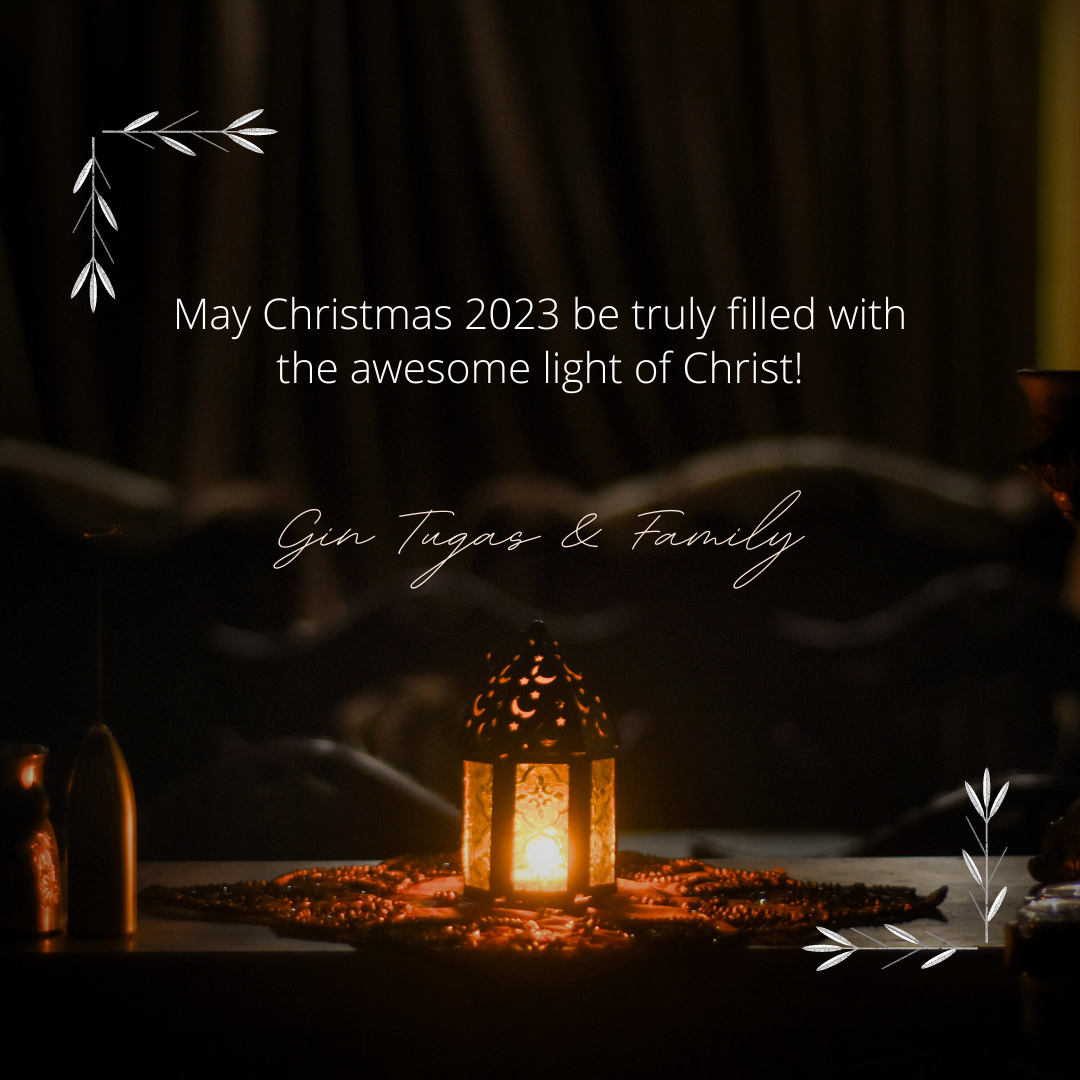 May Christmas 2023 be truly filled with
the awesome light of Christ!
Gin Tugas & Family